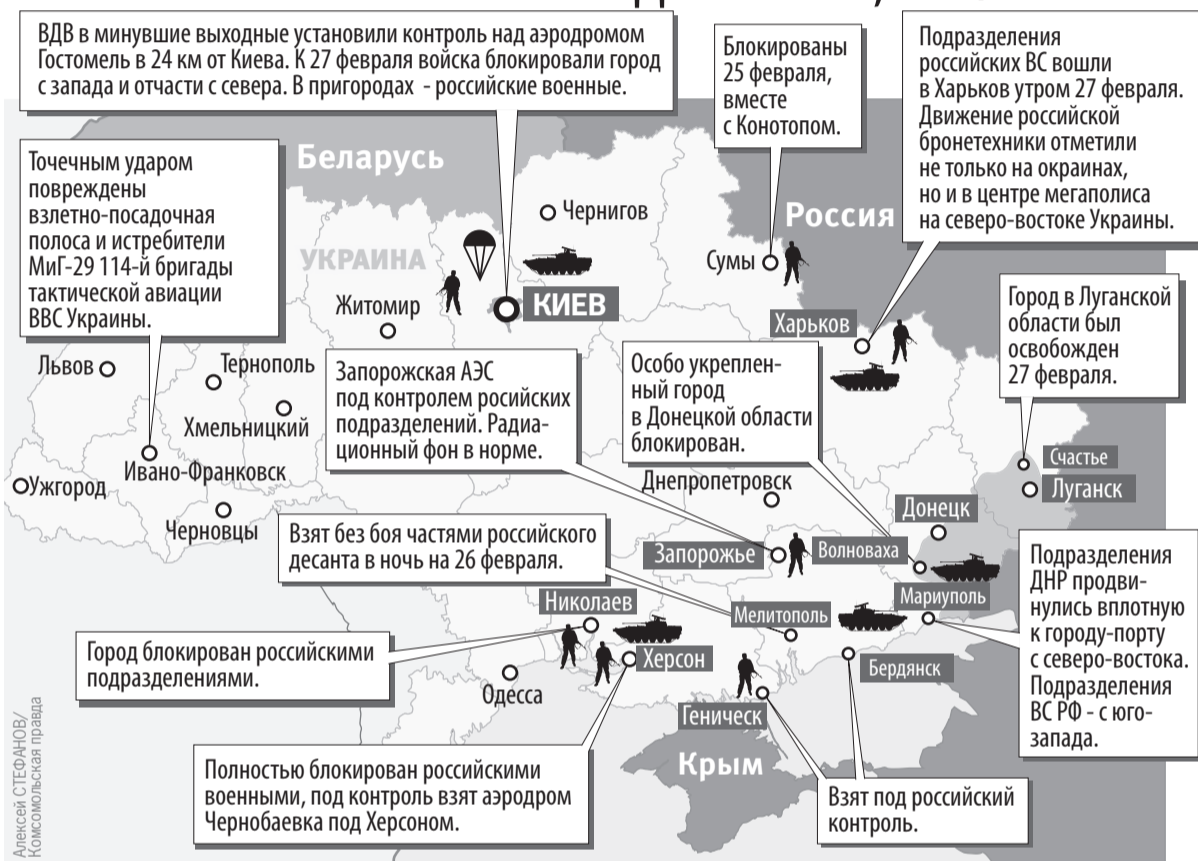 ВДВ в минувшие выходные установили контроль над аэродромом
Гостомель в 24 км от Киева. К 27 февраля войска блокировали город
с запада и отчасти с севера. В пригородах - российские военные.
Блокированы
25 февраля,
вместе
с Конотопом.
Подразделения
российских ВС вошли
в Харьков утром 27 февраля.
Движение российской
бронетехники отметили
не только на окраинах,
но и в центре мегаполиса
на северо-востоке Украины.
Точечным ударом
повреждены
взлетно-посадочная
полоса и истребители
МиГ-29 114-й бригады
тактической авиации
ВВС Украины.
Беларусь
Россия
УКРАИНА
Чернигов
Сумы
КИЕВ
Житомир
Харьков
Город в Луганской
области был
освобожден
27 февраля.
Львов
Тернополь
Хмельницкий
Ивано-Франковск
Ужгород
Черновцы
Запорожская АЭС
под контролем росийских
подразделений. Радиа-
ционный фон в норме.
Особо укреплен-
ный город
в Донецкой области
блокирован.
Счастье
Луганск
Днепропетровск
Донецк
Взят без боя частями российского
десанта в ночь на 26 февраля.
Запорожье
Волноваха
Подразделения
ДНР продви-
нулись вплотную
к городу-порту
с северо-востока.
Подразделения
ВС РФ - с юго-
запада.
Николаев
Мелитополь
Мариуполь
Город блокирован российскими
подразделениями.
Херсон
Бердянск
Одесса
Геническ
Крым
Полностью блокирован российскими
военными, под контроль взят аэродром
Чернобаевка под Херсоном.
Взят под российский
контроль.
Алексей СТЕФАНОВ/
Комсомольская правда